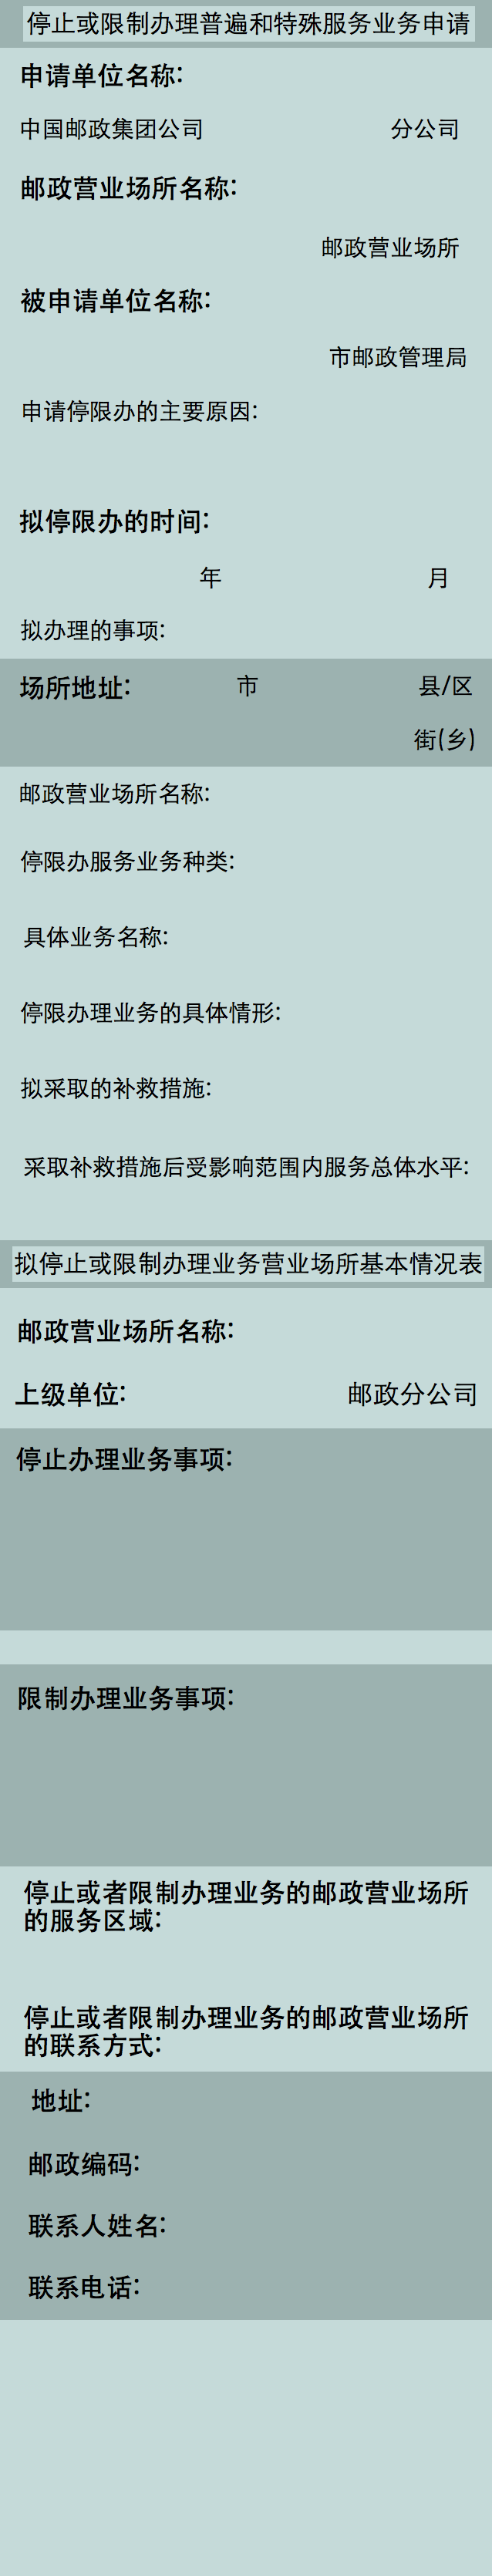 停止或限制办理普遍和特殊服务业务申请
申请单位名称:
中国邮政集团公司 分公司
邮政营业场所名称:
邮政营业场所
被申请单位名称:
市邮政管理局
申请停限办的主要原因:
拟停限办的时间:
年 月
拟办理的事项:
场所地址: 市 县/区
街(乡)
邮政营业场所名称:
停限办服务业务种类:
具体业务名称:
停限办理业务的具体情形:
拟采取的补救措施:
采取补救措施后受影响范围内服务总体水平:
拟停止或限制办理业务营业场所基本情况表
邮政营业场所名称:
上级单位: 邮政分公司
停止办理业务事项:
限制办理业务事项:
停止或者限制办理业务的邮政营业场所
的服务区域:
停止或者限制办理业务的邮政营业场所
的联系方式:
地址:
邮政编码:
联系人姓名:
联系电话: